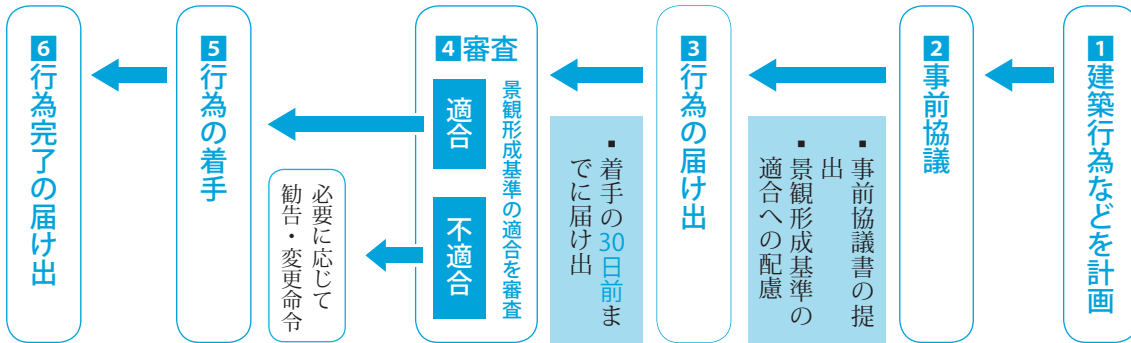 1建築行為などを計画
2事前協議
▪事前協議書の提
出
▪景観形成基準の
適合への配慮
3行為の届け出
▪着手の30日前ま
でに届け出
4審査
景観形成基準の適合を審査
適合
不適合
必要に応じて
勧告・変更命令
5行為の着手
6行為完了の届け出